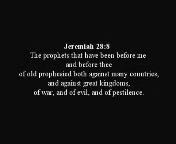 Jeremiah 28:8
The prophets that have been before me
and before thee
of old prophesied both against many countries,
and against great kingdoms,
of war, and of evil, and of pestilence.